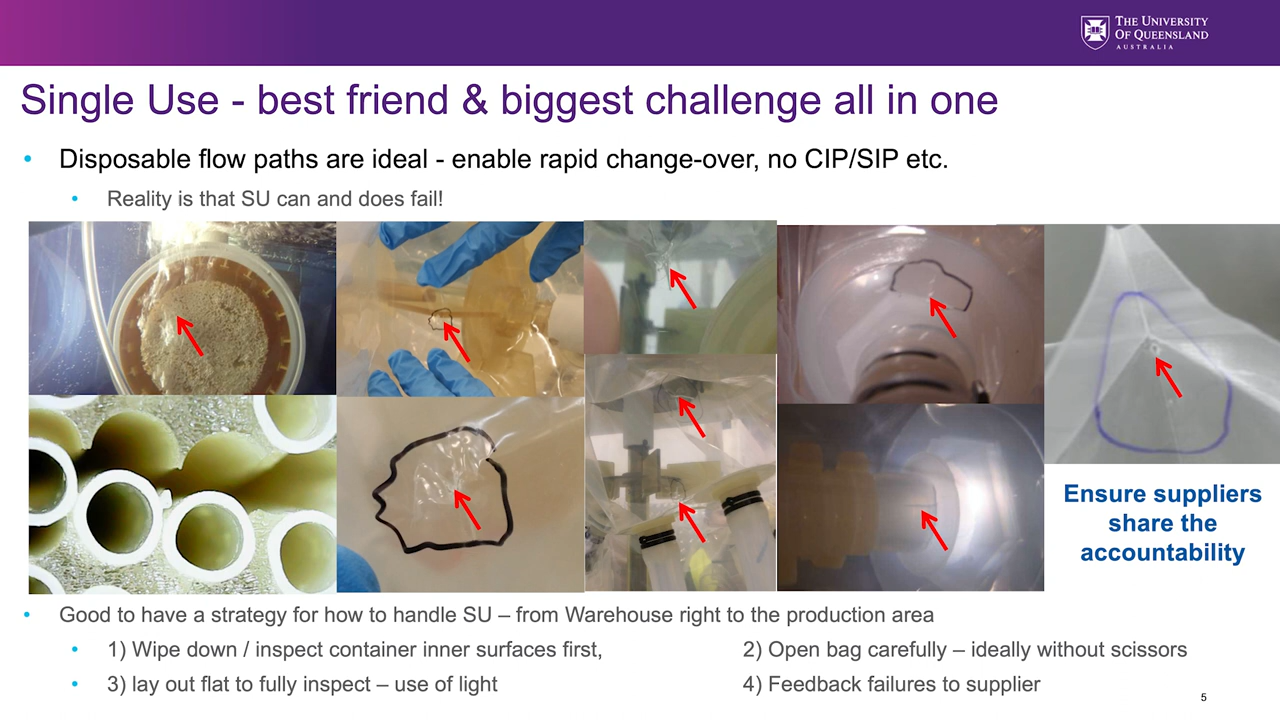 THE UNIVERSITY
OF QUEENSLAND
AUSTRALIA
Single Use - best friend & biggest challenge all in one
• Disposable flow paths are ideal - enable rapid change-over, no CIP/SIP etc.
• Reality is that SU can and does fail!
Ensure suppliers
share the
accountability
• Good to have a strategy for how to handle SU – from Warehouse right to the production area
• 1) Wipe down / inspect container inner surfaces first, 2) Open bag carefully – ideally without scissors
• 3) lay out flat to fully inspect – use of light 4) Feedback failures to supplier
5